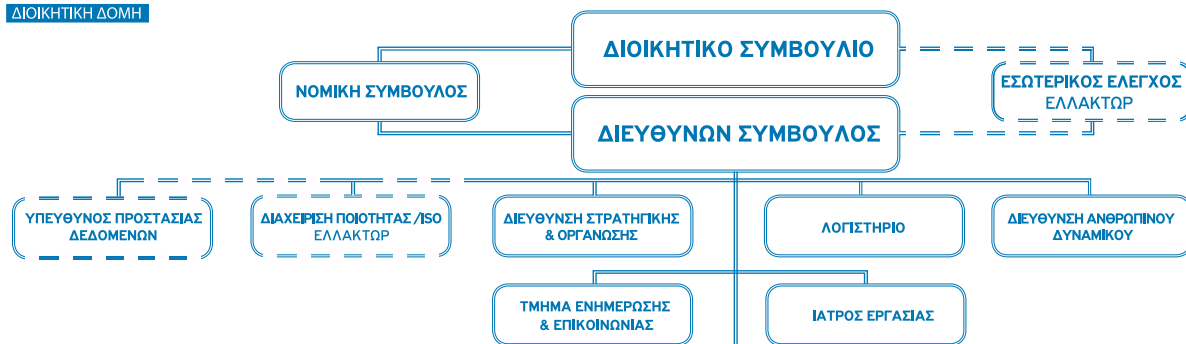 ΔΙΟΙΚΗΤΙΚΗ ΔΟΜΗ
ΔΙΟΙΚΗΤΙΚΟ ΣΥΜΒΟΥΛΙΟ
ΝΟΜΙΚΗ ΣΥΜΒΟΥΛΟΣ
ΕΣΩΤΕΡΙΚΟΣ ΕΛΕΓΧΟΣ
ΕΛΛΑΚΤΩΡ
ΔΙΕΥΘΥΝΩΝ ΣΥΜΒΟΥΛΟΣ
ΥΠΕΥΘΥΝΟΣ ΠΡΟΣΤΑΣΙΑΣ
ΔΕΔΟΜΕΝΩΝ
ΔΙΑΧΕΙΡΙΣΗ ΠΟΙΟΤΗΤΑΣ /ISO
ΕΛΛΑΚΤΩΡ
ΔΙΕΥΘΥΝΣΗ ΣΤΡΑΤΗΓΙΚΗΣ
& ΟΡΓΑΝΩΣΗΣ
ΛΟΓΙΣΤΗΡΙΟ
ΔΙΕΥΘΥΝΣΗ ΑΝΘΡΩΠΙΝΟΥ
ΔΥΝΑΜΙΚΟΥ
ΤΜΗΜΑ ΕΝΗΜΕΡΩΣΗΣ
& ΕΠΙΚΟΙΝΩΝΙΑΣ
ΙΑΤΡΟΣ ΕΡΓΑΣΙΑΣ